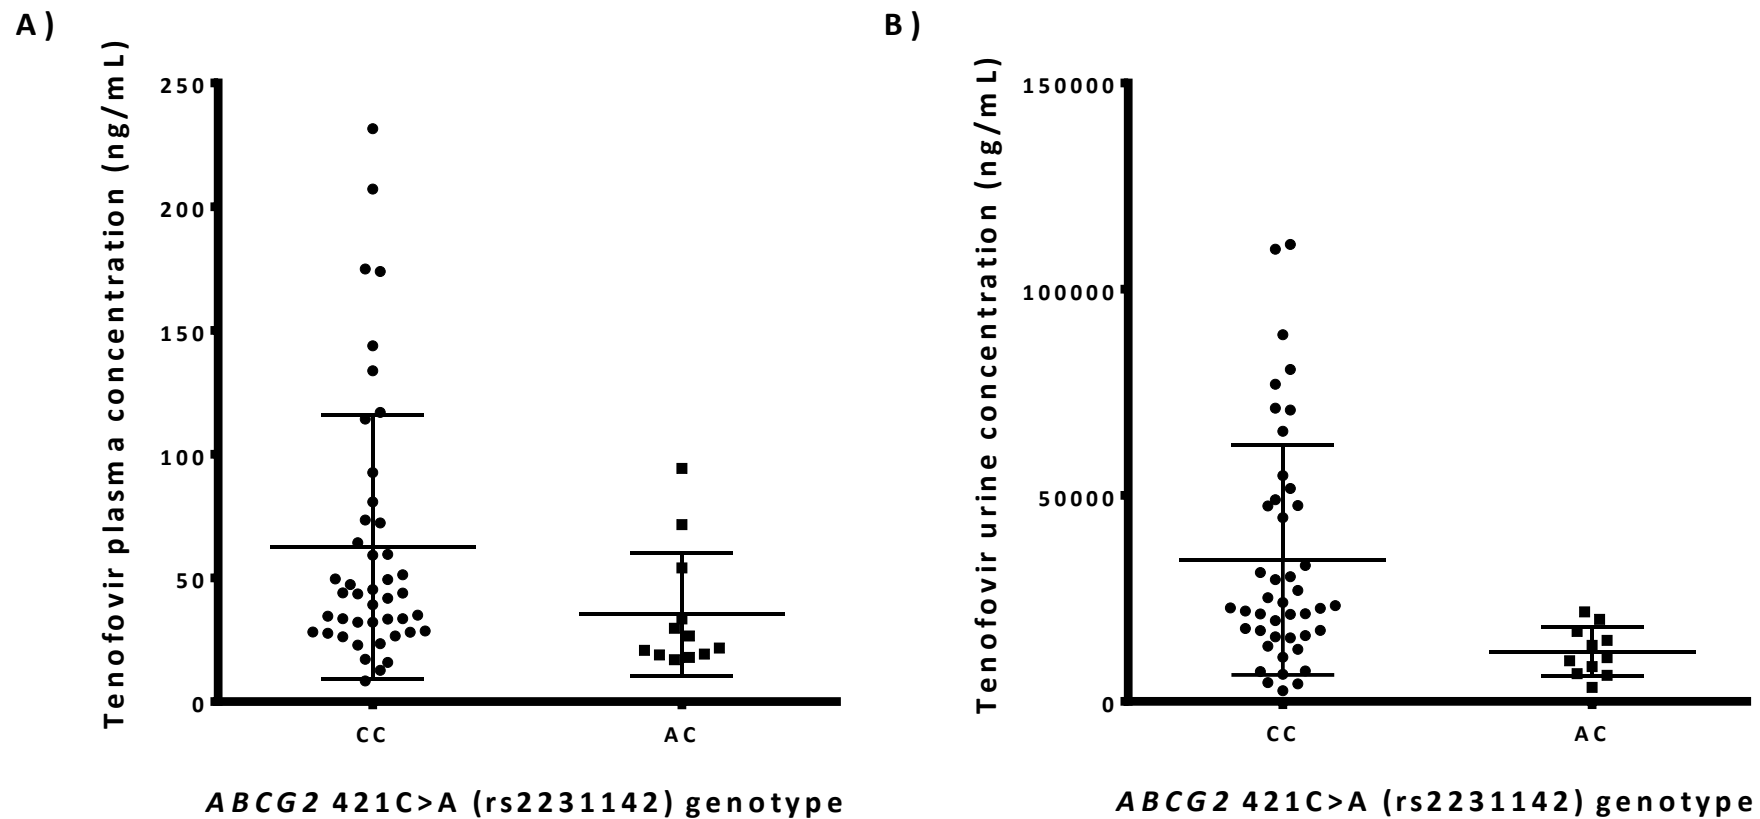 A)
Tenofovir plasma concentration (ng/mL)
250
200
150
100
50
0
CC
AC
ABCG2 421C>A (rs2231142) genotype
B)
Tenofovir urine concentration (ng/mL)
150000
100000
50000
0
CC
AC
ABCG2 421C>A (rs2231142) genotype